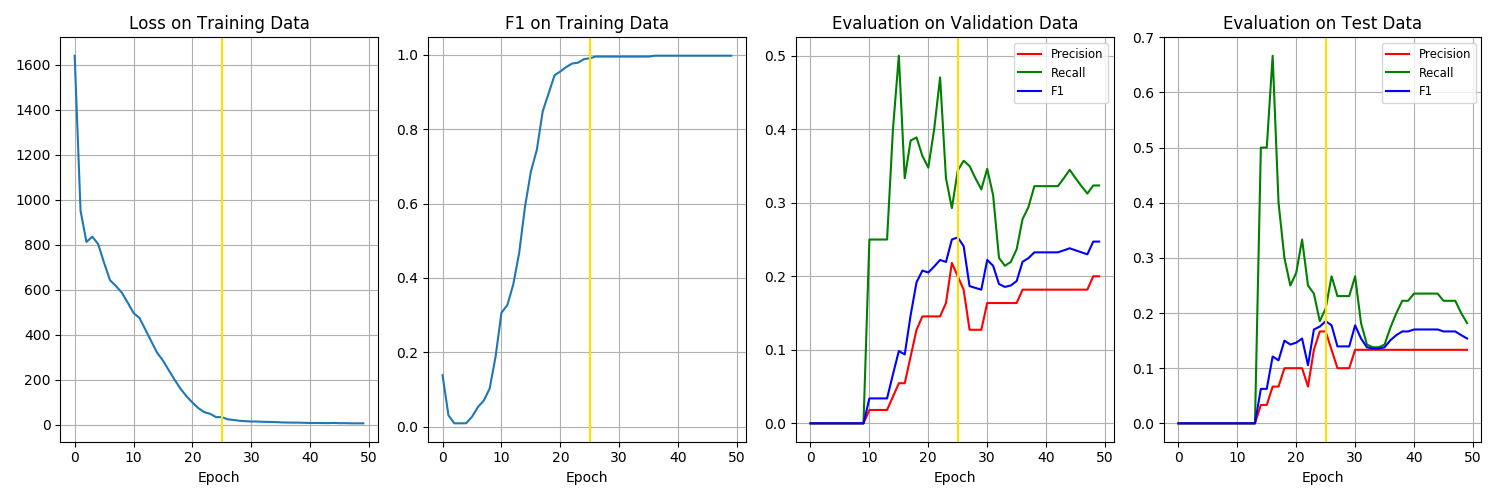 Loss on Training Data
1600
1400
1200
1000
800
600
400
200
0
0 10 20 30 40 50
Epoch
F1 on Training Data
1.0
0.8
0.6
0.4
0.2
0.0
0 10 20 30 40 50
Epoch
Evaluation on Validation Data
0.5
0.4
0.3
0.2
0.1
0.0
0 10 20 30 40 50
Epoch
Precision
Recall
F1
Evaluation on Test Data
0.7
0.6
0.5
0.4
0.3
0.2
0.1
0.0
0 10 20 30 40 50
Epoch
Precision
Recall
F1